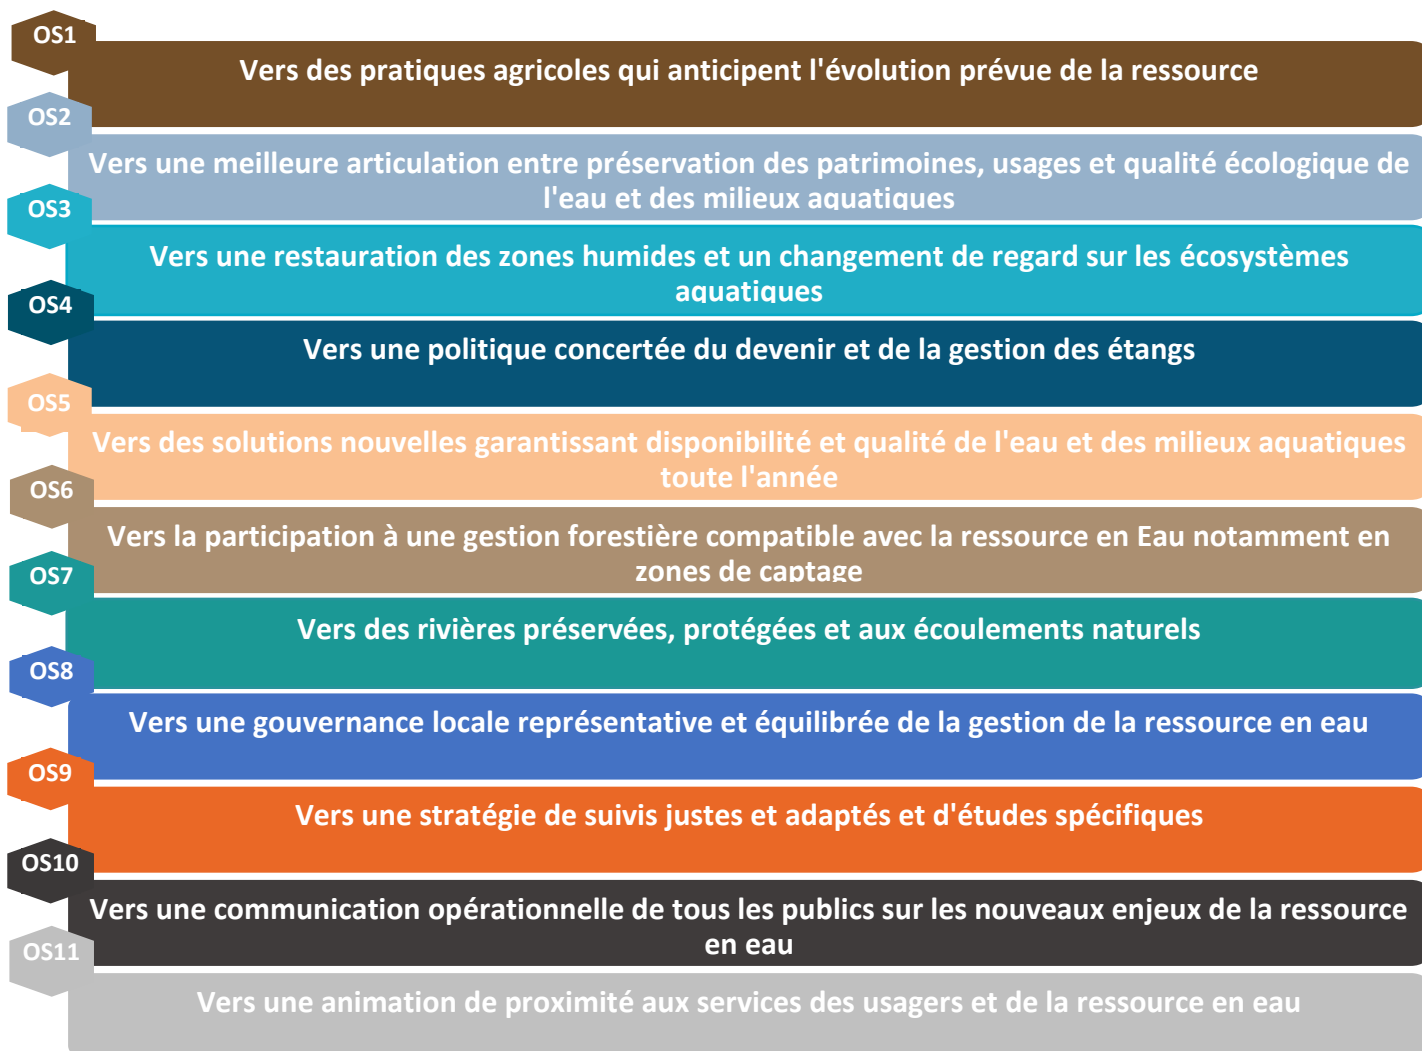 OS1
Vers des pratiques agricoles qui anticipent l'évolution prévue de la ressource
OS2
Vers une meilleure articulation entre préservation des patrimoines, usages et qualité écologique de
l'eau et des milieux aquatiques
OS3
Vers une restauration des zones humides et un changement de regard sur les écosystèmes
aquatiques
OS4
Vers une politique concertée du devenir et de la gestion des étangs
OS5
Vers des solutions nouvelles garantissant disponibilité et qualité de l'eau et des milieux aquatiques
toute l'année
OS6
Vers la participation à une gestion forestière compatible avec la ressource en Eau notamment en
zones de captage
OS7
Vers des rivières préservées, protégées et aux écoulements naturels
OS8
Vers une gouvernance locale représentative et équilibrée de la gestion de la ressource en eau
OS9
Vers une stratégie de suivis justes et adaptés et d'études spécifiques
OS10
Vers une communication opérationnelle de tous les publics sur les nouveaux enjeux de la ressource
en eau
OS11
Vers une animation de proximité aux services des usagers et de la ressource en eau